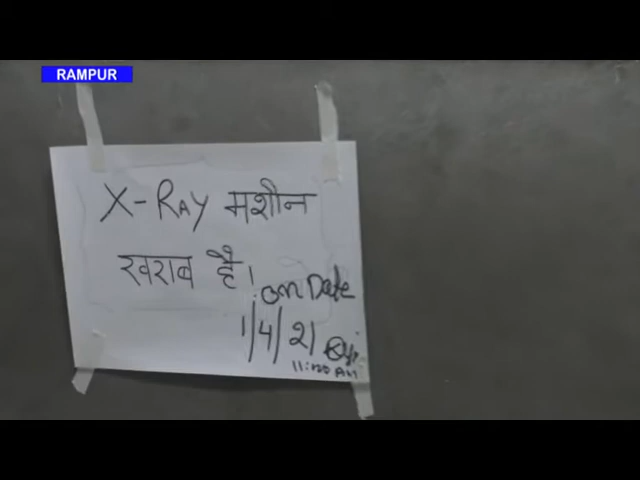 RAMPUR
X-RAY मशीन
खराब है।
on Date
1/4/21
11:00 AM